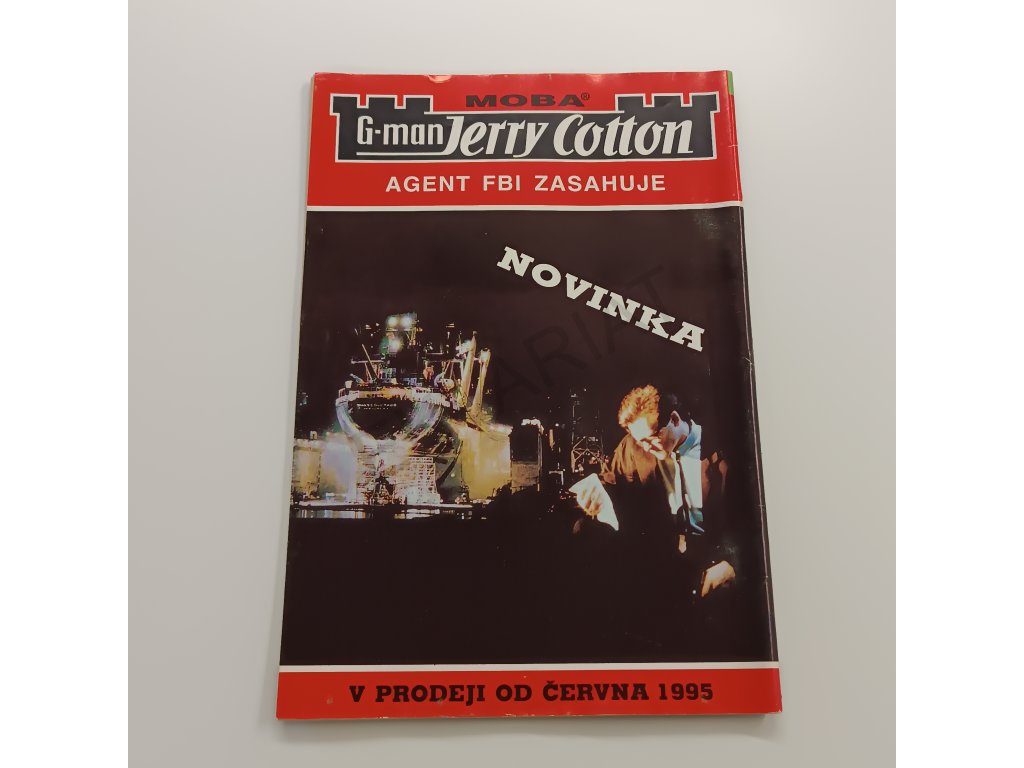 MOBA®
G-man Jerry Cotton
AGENT FBI ZASAHUJE
NOVINKA
V PRODEJI OD ČERVNA 1995